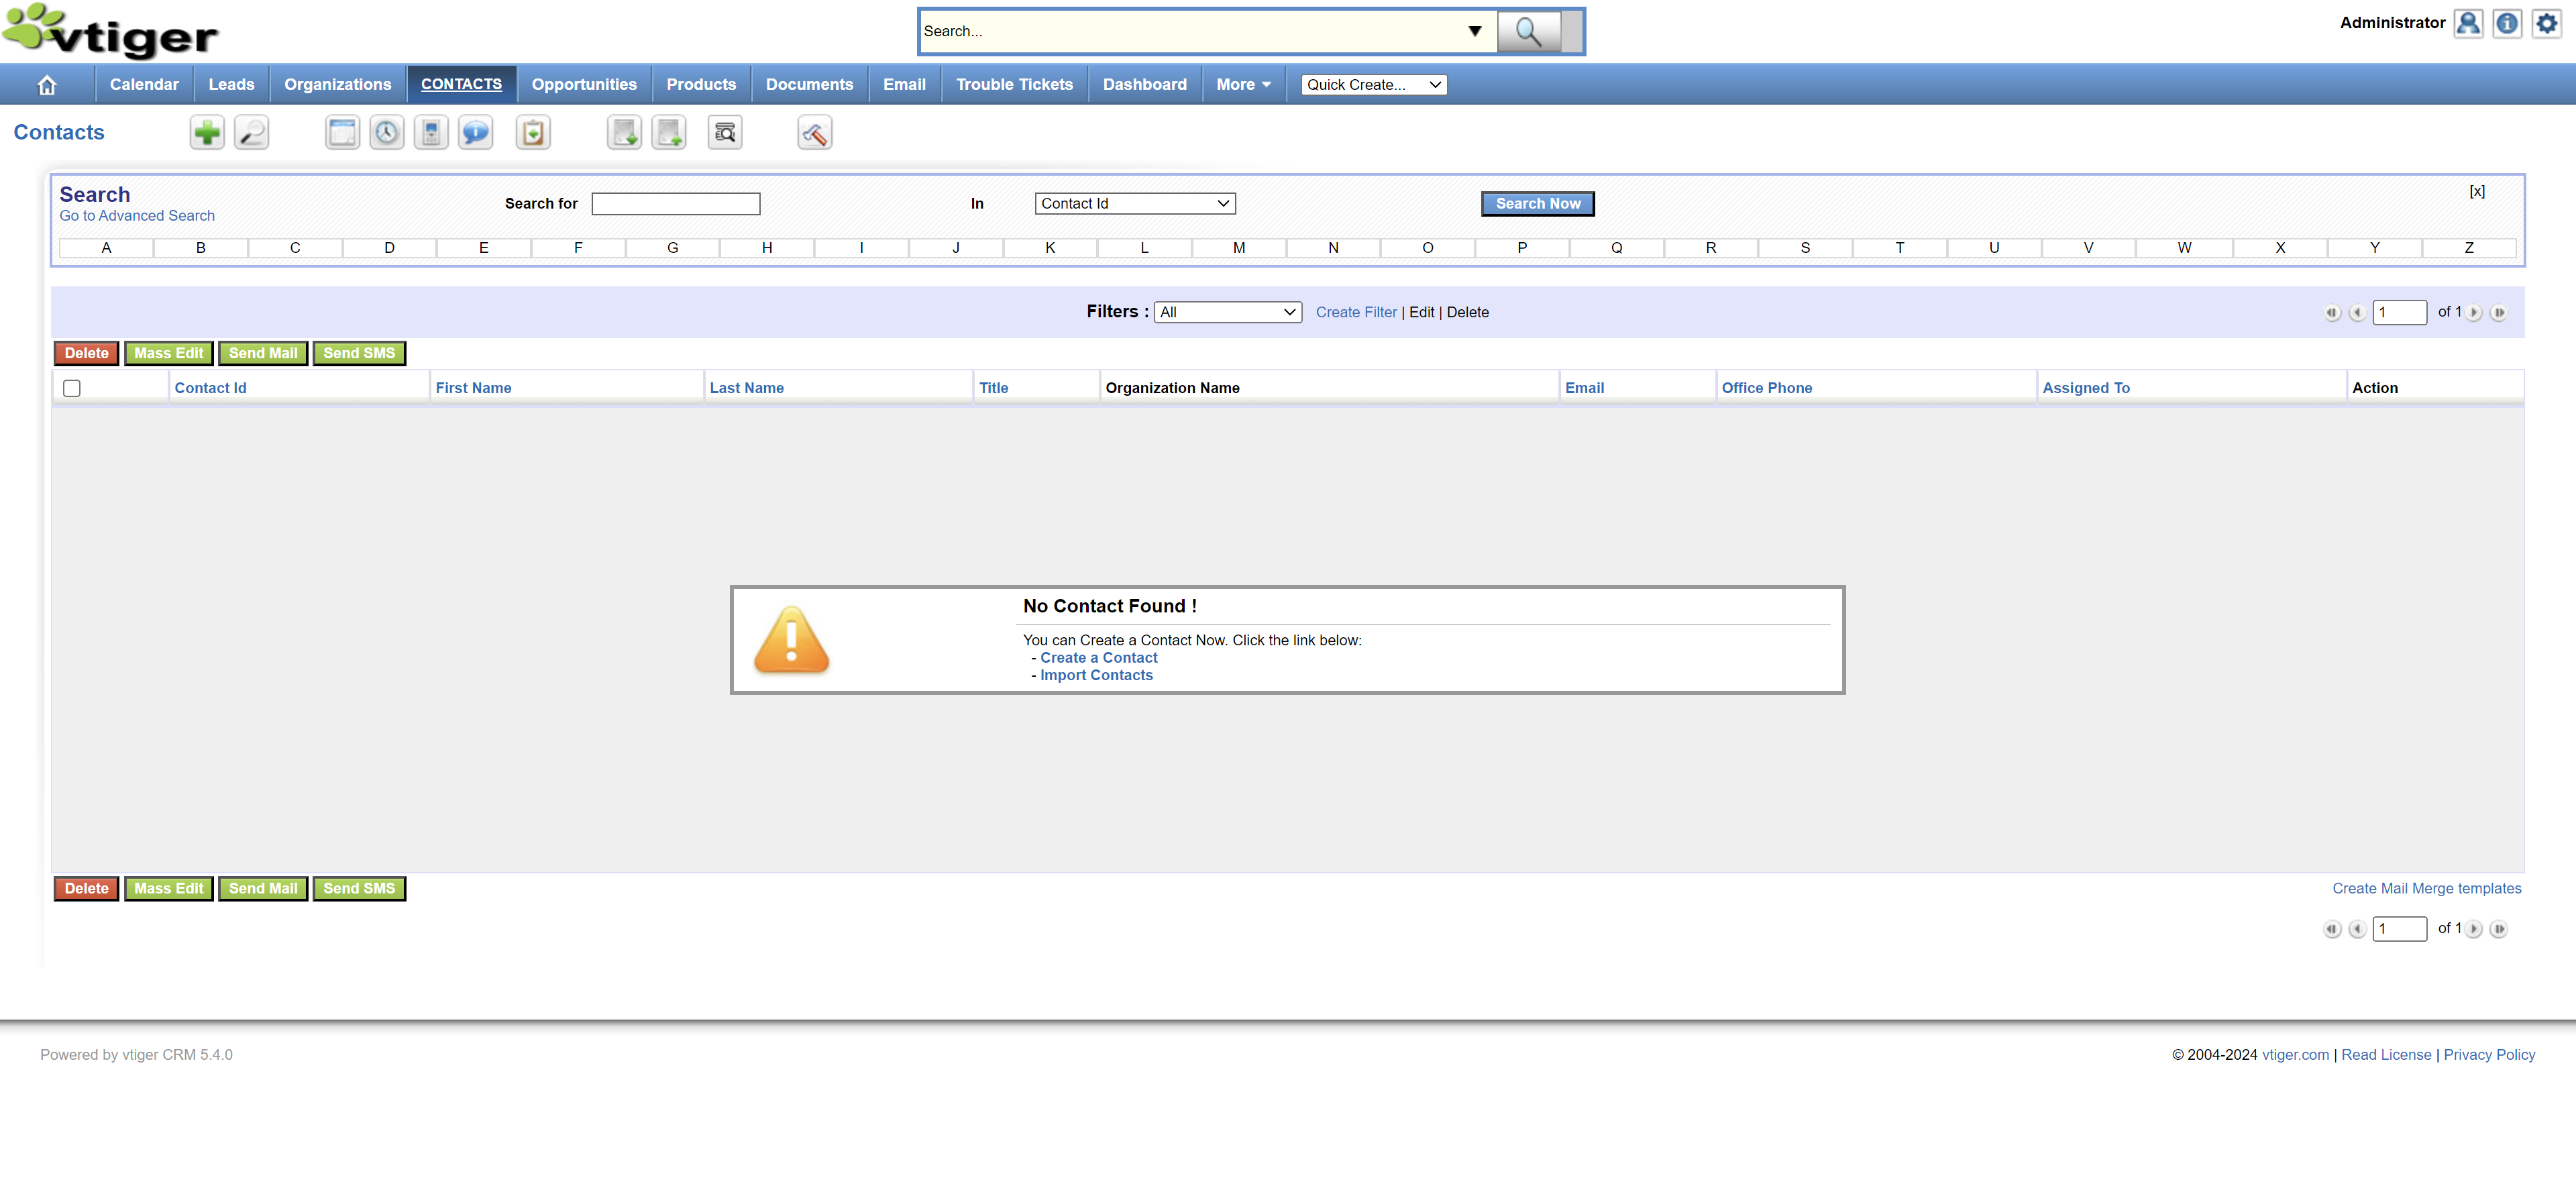 vtiger
Search...
Administrator
Calendar
Leads
Organizations
CONTACTS
Opportunities
Products
Documents
Email
Trouble Tickets
Dashboard
More
Quick Create...
Contacts
Search
Go to Advanced Search
Search for
In
Contact Id
Search Now
[x]
A B C D E F G H I J K L M N O P Q R S T U V W X Y Z
Filters : All Create Filter | Edit | Delete
1 of 1
Delete Mass Edit Send Mail Send SMS
Contact Id First Name Last Name Title Organization Name Email Office Phone Assigned To Action
No Contact Found !
You can Create a Contact Now. Click the link below:
- Create a Contact
- Import Contacts
Delete Mass Edit Send Mail Send SMS
Create Mail Merge templates
1 of 1
Powered by vtiger CRM 5.4.0
© 2004-2024 vtiger.com | Read License | Privacy Policy